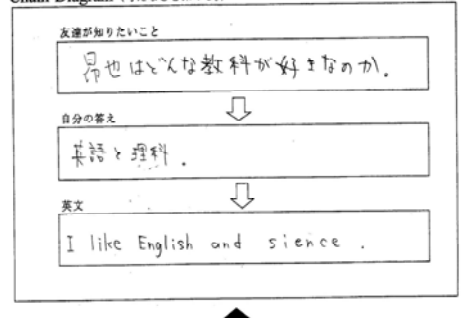 友達が知りたいこと
昂也はどんな教科が好きなのか.
自分の答え
英語と理科.
英文
I like English and sience.